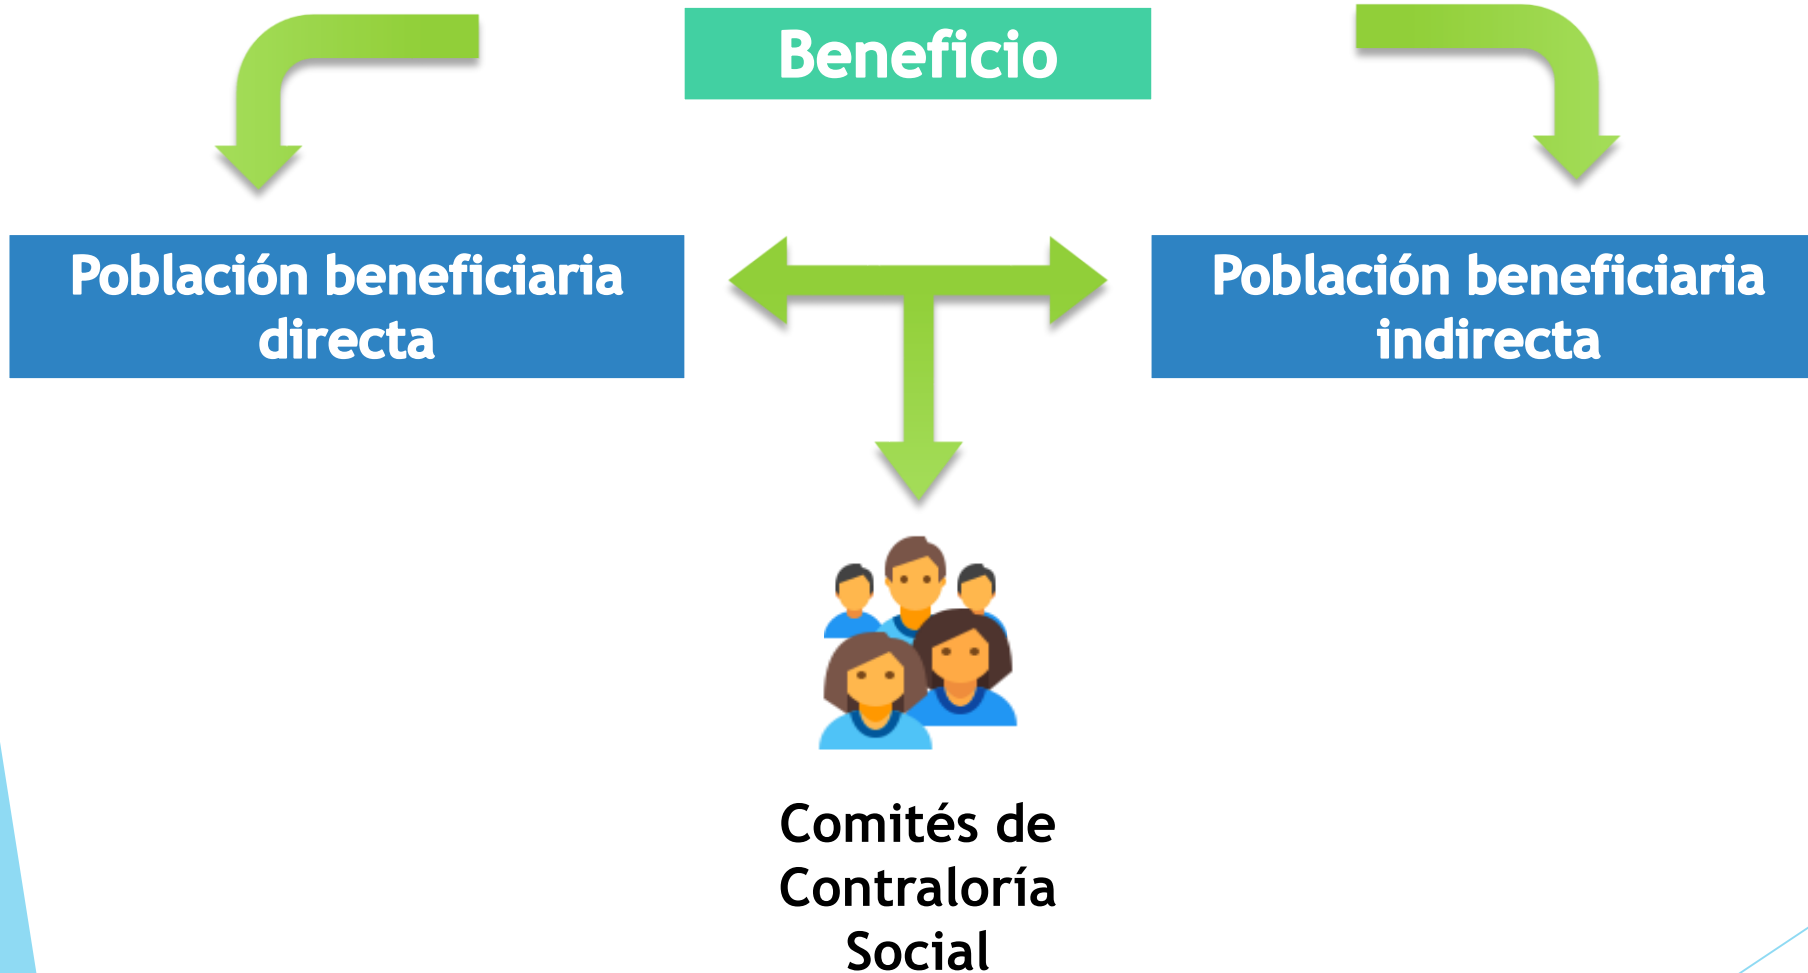 Beneficio
Población beneficiaria
directa
Población beneficiaria
indirecta
Comités de
Contraloría
Social